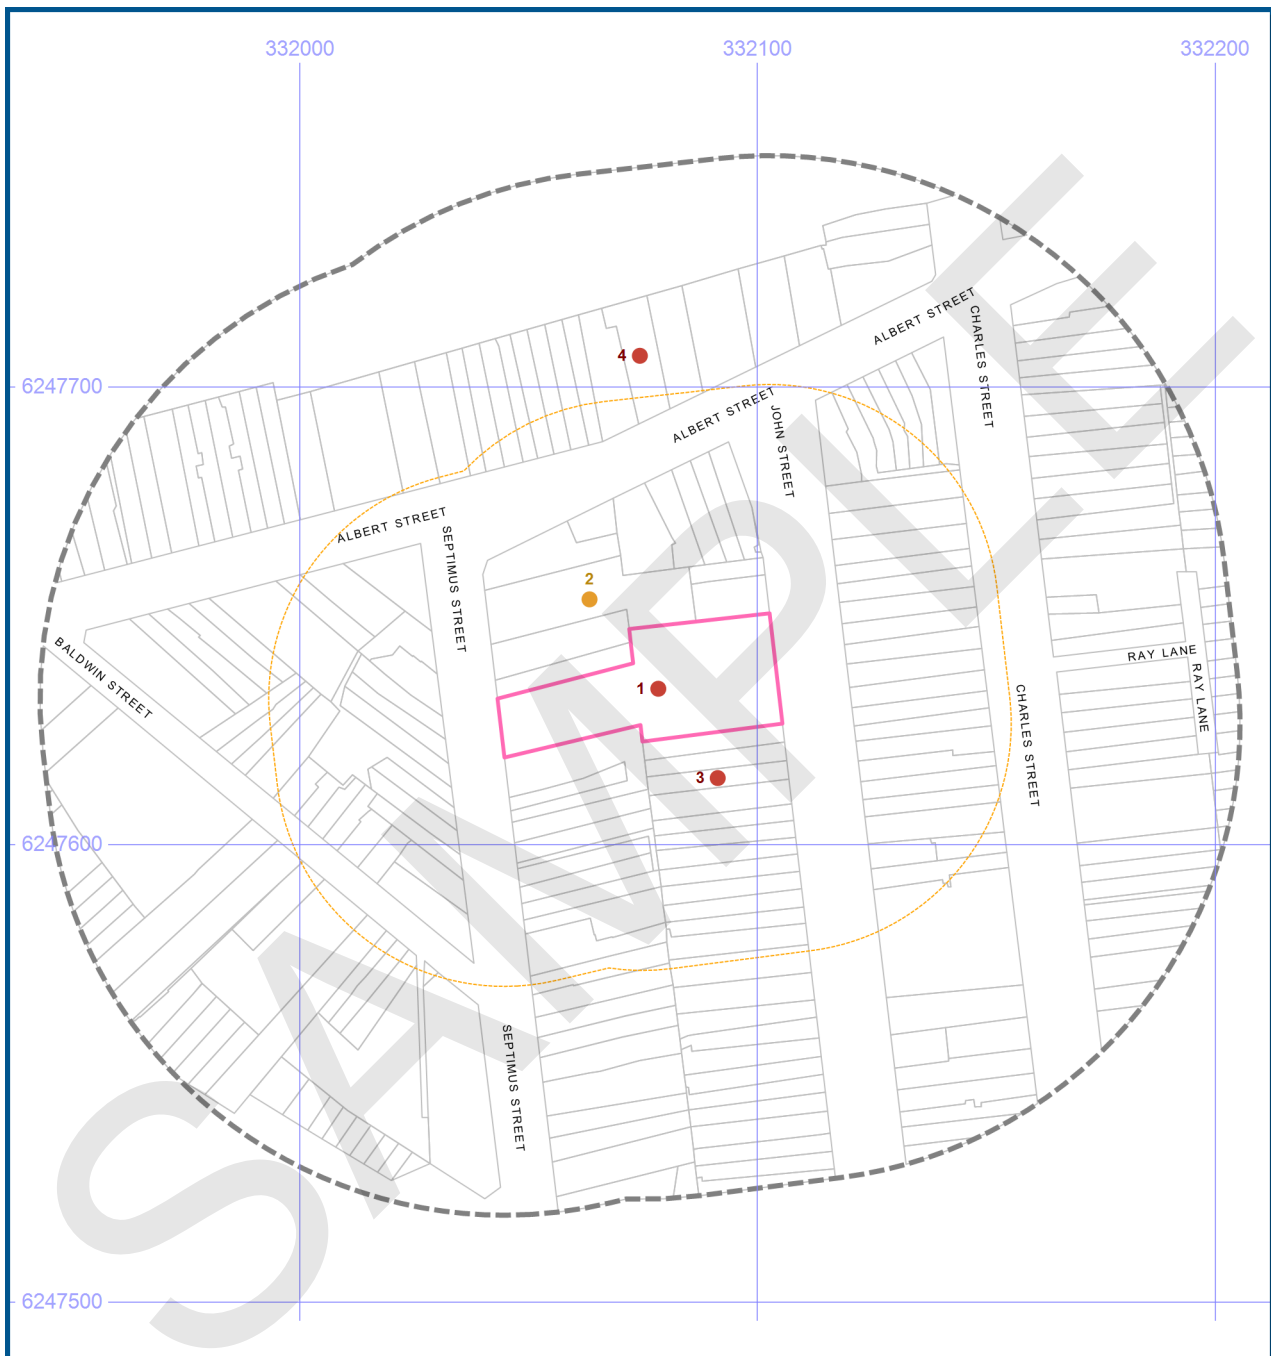 332000
332100
332200
ALBERT STREET
CHARLES STREET
4
6247700
ALBERT STREET
JOHN STREET
ALBERT STREET
SEPTIMUS STREET
2
BALDWIN STREET
RAY LANE
RAY LANE
1
CHARLES STREET
3
6247600
SEPTIMUS STREET
6247500
SAMPLE